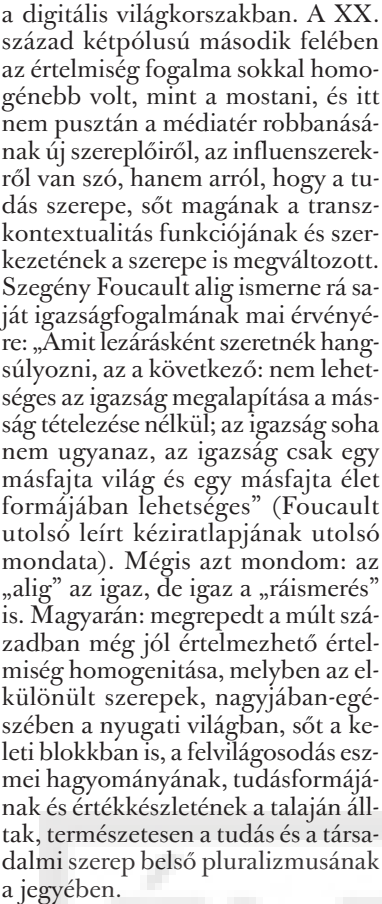 a digitális világkorszakban. A XX.
század kétpólusú második felében
az értelmiség fogalma sokkal homo-
génebb volt, mint a mostani, és itt
nem pusztán a médiatér robbanásá-
nak új szereplőiről, az influenszerek-
ről van szó, hanem arról, hogy a tu-
dás szerepe, sőt magának a transz-
kontextualitás funkciójának és szer-
kezetének a szerepe is megváltozott.
Szegény Foucault alig ismerne rá sa-
ját igazságfogalmának mai érvényé-
re: „Amit lezárásként szeretnék hang-
súlyozni, az a következő: nem lehet-
séges az igazság megalapítása a más-
ság tételezése nélkül; az igazság soha
nem ugyanaz, az igazság csak egy
másfajta világ és egy másfajta élet
formájában lehetséges” (Foucault
utolsó leírt kéziratlapjának utolsó
mondata). Mégis azt mondom: az
„alig” az igaz, de igaz a „ráismerés”
is. Magyarán: megrepedt a múlt szá-
zadban még jól értelmezhető értel-
miség homogenitása, melyben az el-
különült szerepek, nagyjában-egé-
szében a nyugati világban, sőt a ke-
leti blokkban is, a felvilágosodás esz-
mei hagyományának, tudásformájá-
nak és értékkészletének a talaján áll-
tak, természetesen a tudás és a társa-
dalmi szerep belső pluralizmusának
a jegyében.